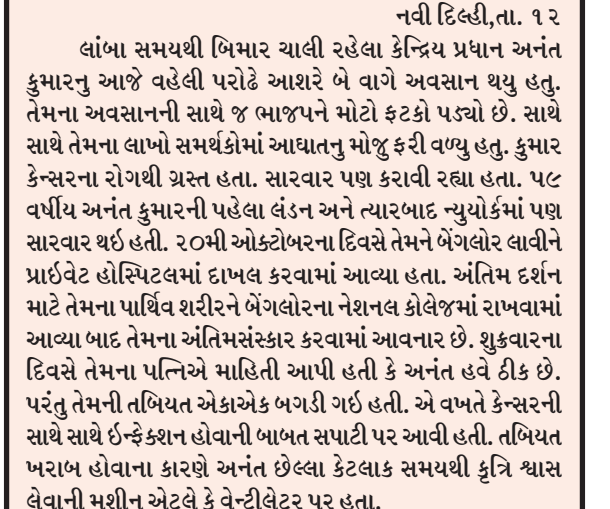 નવી દિલ્હી,તા. ૧૨
લાંબા સમયથી બિમાર ચાલી રહેલા કેન્દ્રિય પ્રધાન અનંત
કુમારનુ આજે વહેલી પરોઢે આશરે બે વાગે અવસાન થયુ હતુ.
તેમના અવસાનની સાથે જ ભાજપને મોટો ફટકો પડ્યો છે. સાથે
સાથે તેમના લાખો સમર્થકોમાં આઘાતનુ મોજુ ફરી વળ્યુ હતુ. કુમાર
કેન્સરના રોગથી ગ્રસ્ત હતા. સારવાર પણ કરાવી રહ્યા હતા. ૫૯
વર્ષીય અનંત કુમારની પહેલા લંડન અને ત્યારબાદ ન્યુયોર્કમાં પણ
સારવાર થઇ હતી. ૨૦મી ઓક્ટોબરના દિવસે તેમને બેંગલોર લાવીને
પ્રાઇવેટ હોસ્પિટલમાં દાખલ કરવામાં આવ્યા હતા. અંતિમ દર્શન
માટે તેમના પાર્થિવ શરીરને બેંગલોરના નેશનલ કોલેજમાં રાખવામાં
આવ્યા બાદ તેમના અંતિમસંસ્કાર કરવામાં આવનાર છે. શુક્રવારના
દિવસે તેમના પત્નિએ માહિતી આપી હતી કે અનંત હવે ઠીક છે.
પરંતુ તેમની તબિયત એકાએક બગડી ગઇ હતી. એ વખતે કેન્સરની
સાથે સાથે ઇન્ફેક્શન હોવાની બાબત સપાટી પર આવી હતી. તબિયત
ખરાબ હોવાના કારણે અનંત છેલ્લા કેટલાક સમયથી કૃત્રિ શ્વાસ
લેવાની મશીન એટલે કે વેન્ટીલેટર પર હતા.